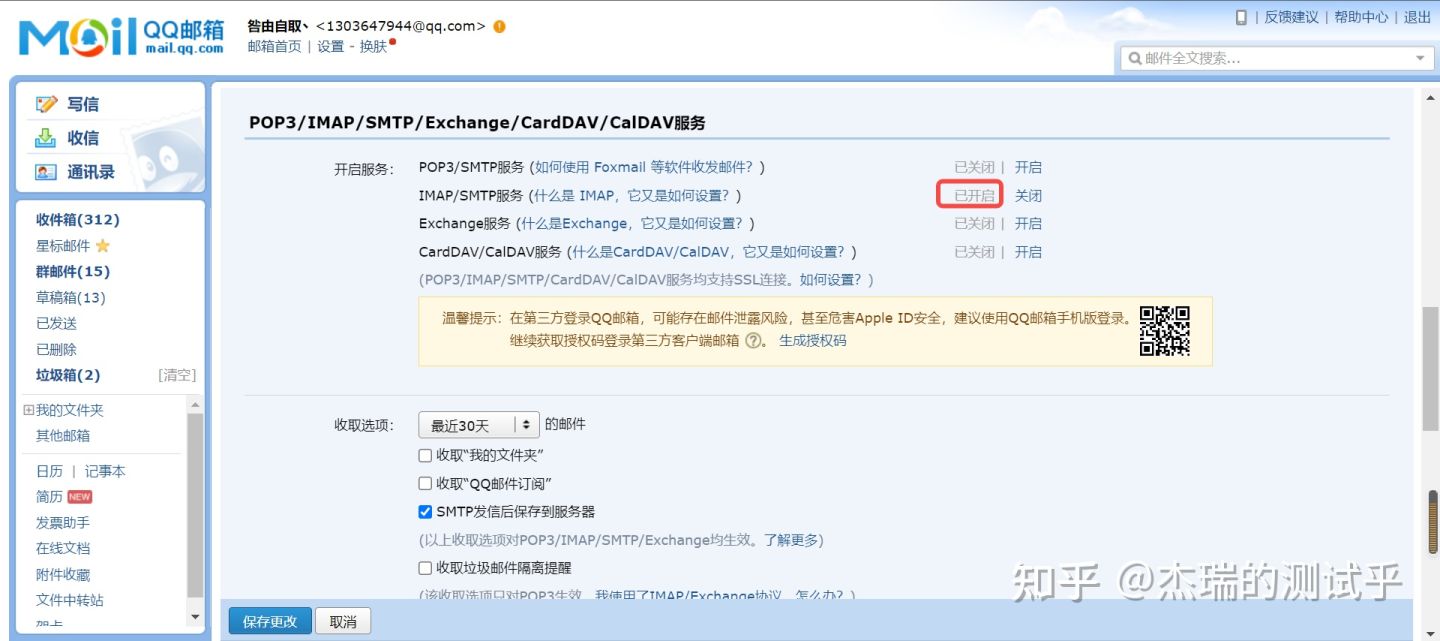 MAiL QQ邮箱
mail.qq.com
咎由自取、 <1303647944@qq.com>
邮箱首页 | 设置 - 换肤
| 反馈建议 | 帮助中心 | 退出
邮件全文搜索...
写信
收信
通讯录
收件箱(312)
星标邮件
群邮件(15)
草稿箱(13)
已发送
已删除
垃圾箱(2) [清空]
我的文件夹
其他邮箱
日历 | 记事本
简历 NEW
发票助手
在线文档
附件收藏
文件中转站
贺卡
POP3/IMAP/SMTP/Exchange/CardDAV/CalDAV服务
开启服务: POP3/SMTP服务 (如何使用 Foxmail 等软件收发邮件? ) 已关闭 | 开启
IMAP/SMTP服务 (什么是 IMAP，它又是如何设置? ) 已开启 关闭
Exchange服务 (什么是Exchange，它又是如何设置? ) 已关闭 | 开启
CardDAV/CalDAV服务 (什么是CardDAV/CalDAV，它又是如何设置? ) 已关闭 | 开启
(POP3/IMAP/SMTP/CardDAV/CalDAV服务均支持SSL连接。如何设置? )
温馨提示: 在第三方登录QQ邮箱，可能存在邮件泄露风险，甚至危害Apple ID安全，建议使用QQ邮箱手机版登录。
继续获取授权码登录第三方客户端邮箱 ? 。 生成授权码
收取选项: 最近30天 的邮件
收取“我的文件夹”
收取“QQ邮件订阅”
SMTP发信后保存到服务器
(以上收取选项对POP3/IMAP/SMTP/Exchange均生效。了解更多)
收取垃圾邮件隔离提醒
(该收取选项只对POP3生效，我使用了IMAP/Exchange协议，怎么办? )
保存更改 取消
知乎 @杰瑞的测试乎